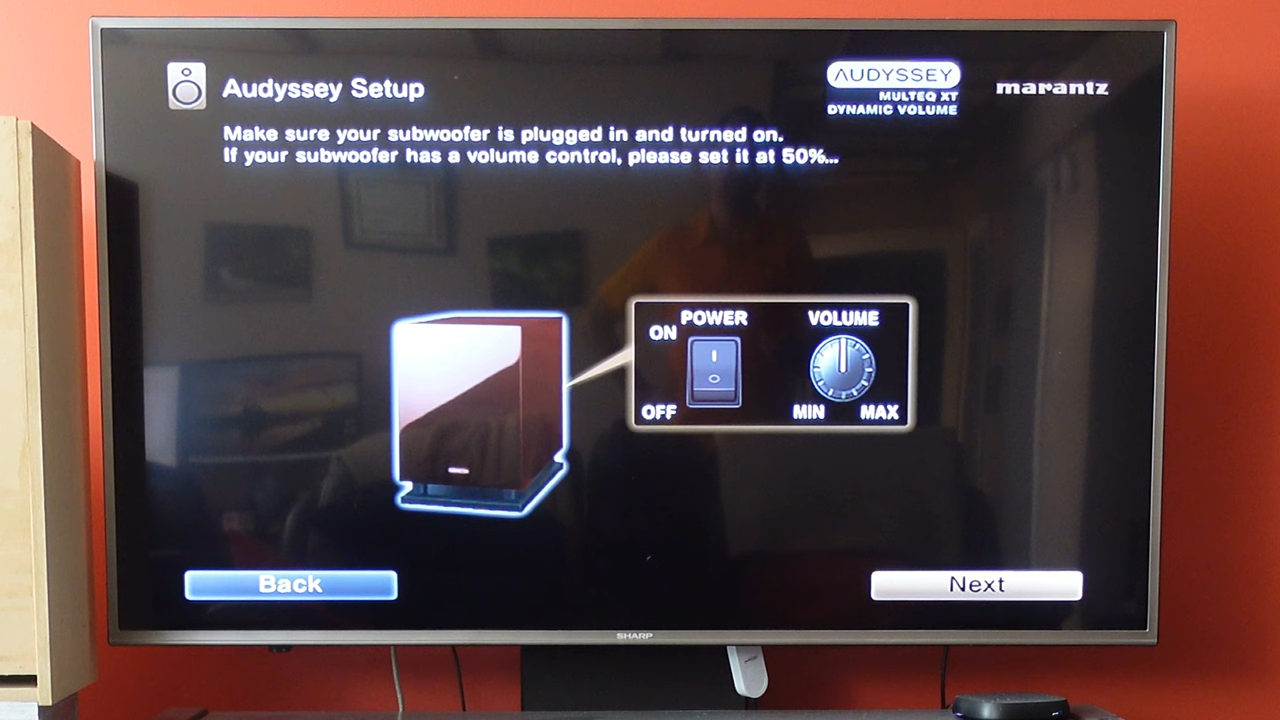 Audyssey Setup
AUDYSSEY
MULTEQ XT
DYNAMIC VOLUME
marantz
Make sure your subwoofer is plugged in and turned on.
If your subwoofer has a volume control, please set it at 50%...
POWER
VOLUME
ON
OFF
MIN
MAX
Back
Next
SHARP